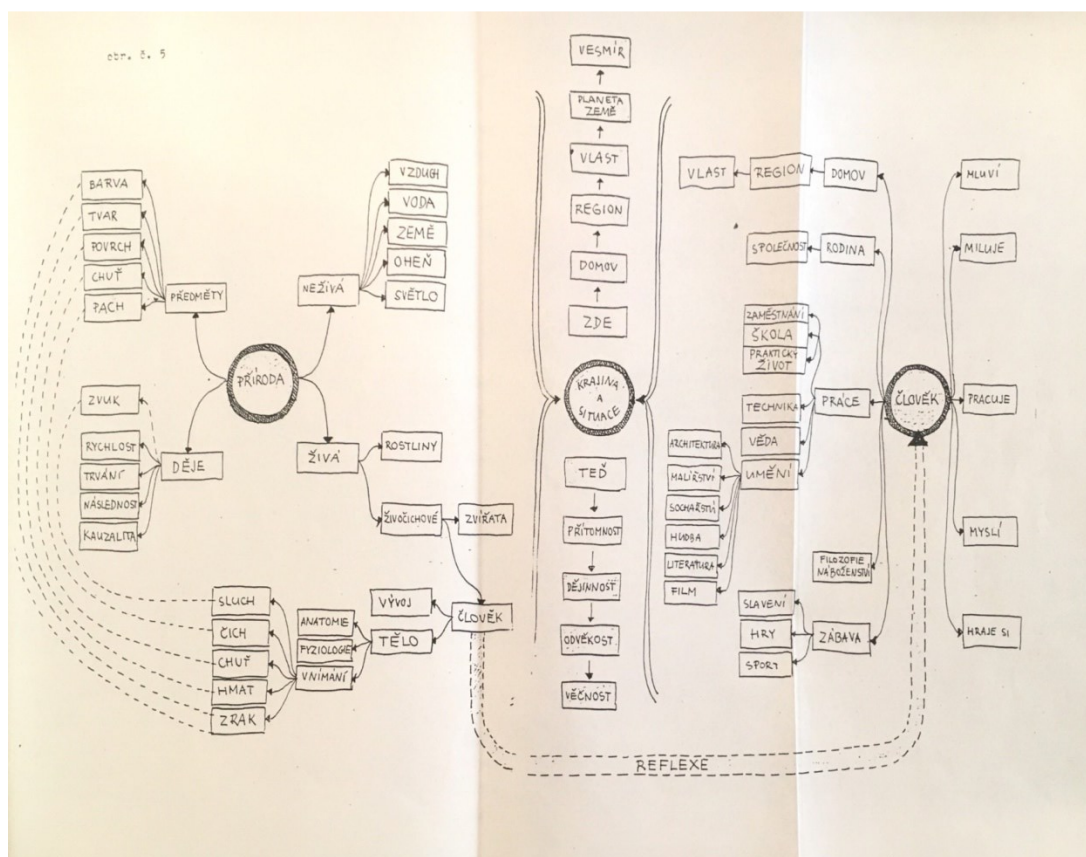 obr. č. 5
BARVA
TVAR
POVRCH
CHUŤ
PACH
PŘEDMĚTY
VZDUCH
VODA
ZEMĚ
OHEŇ
SVĚTLO
NEŽIVÁ
PŘÍRODA
ZVUK
RYCHLOST
TRVÁNÍ
NÁSLEDNOST
KAUZALITA
DĚJE
ŽIVÁ
ROSTLINY
ŽIVOČICHOVÉ
ZVÍŘATA
ČLOVĚK
VÝVOJ
TĚLO
ANATOMIE
FYZIOLOGIE
VNÍMÁNÍ
SLUCH
ČICH
CHUŤ
HMAT
ZRAK
VESMÍR
PLANETA
ZEMĚ
VLAST
REGION
DOMOV
ZDE
KRAJINA
A
SITUACE
TEĎ
PŘÍTOMNOST
DĚJINNOST
ODVĚKOST
VĚČNOST
VLAST
REGION
DOMOV
SPOLEČNOST
RODINA
ZAMĚSTNÁNÍ
ŠKOLA
PRAKTICKÝ
ŽIVOT
PRÁCE
TECHNIKA
VĚDA
UMĚNÍ
ARCHITEKTURA
MALÍŘSTVÍ
SOCHAŘSTVÍ
HUDBA
LITERATURA
FILM
FILOZOFIE
NÁBOŽENSTVÍ
SLAVENÍ
HRY
SPORT
ZÁBAVA
ČLOVĚK
MLUVÍ
MILUJE
PRACUJE
MYSLÍ
HRAJE SI
REFLEXE